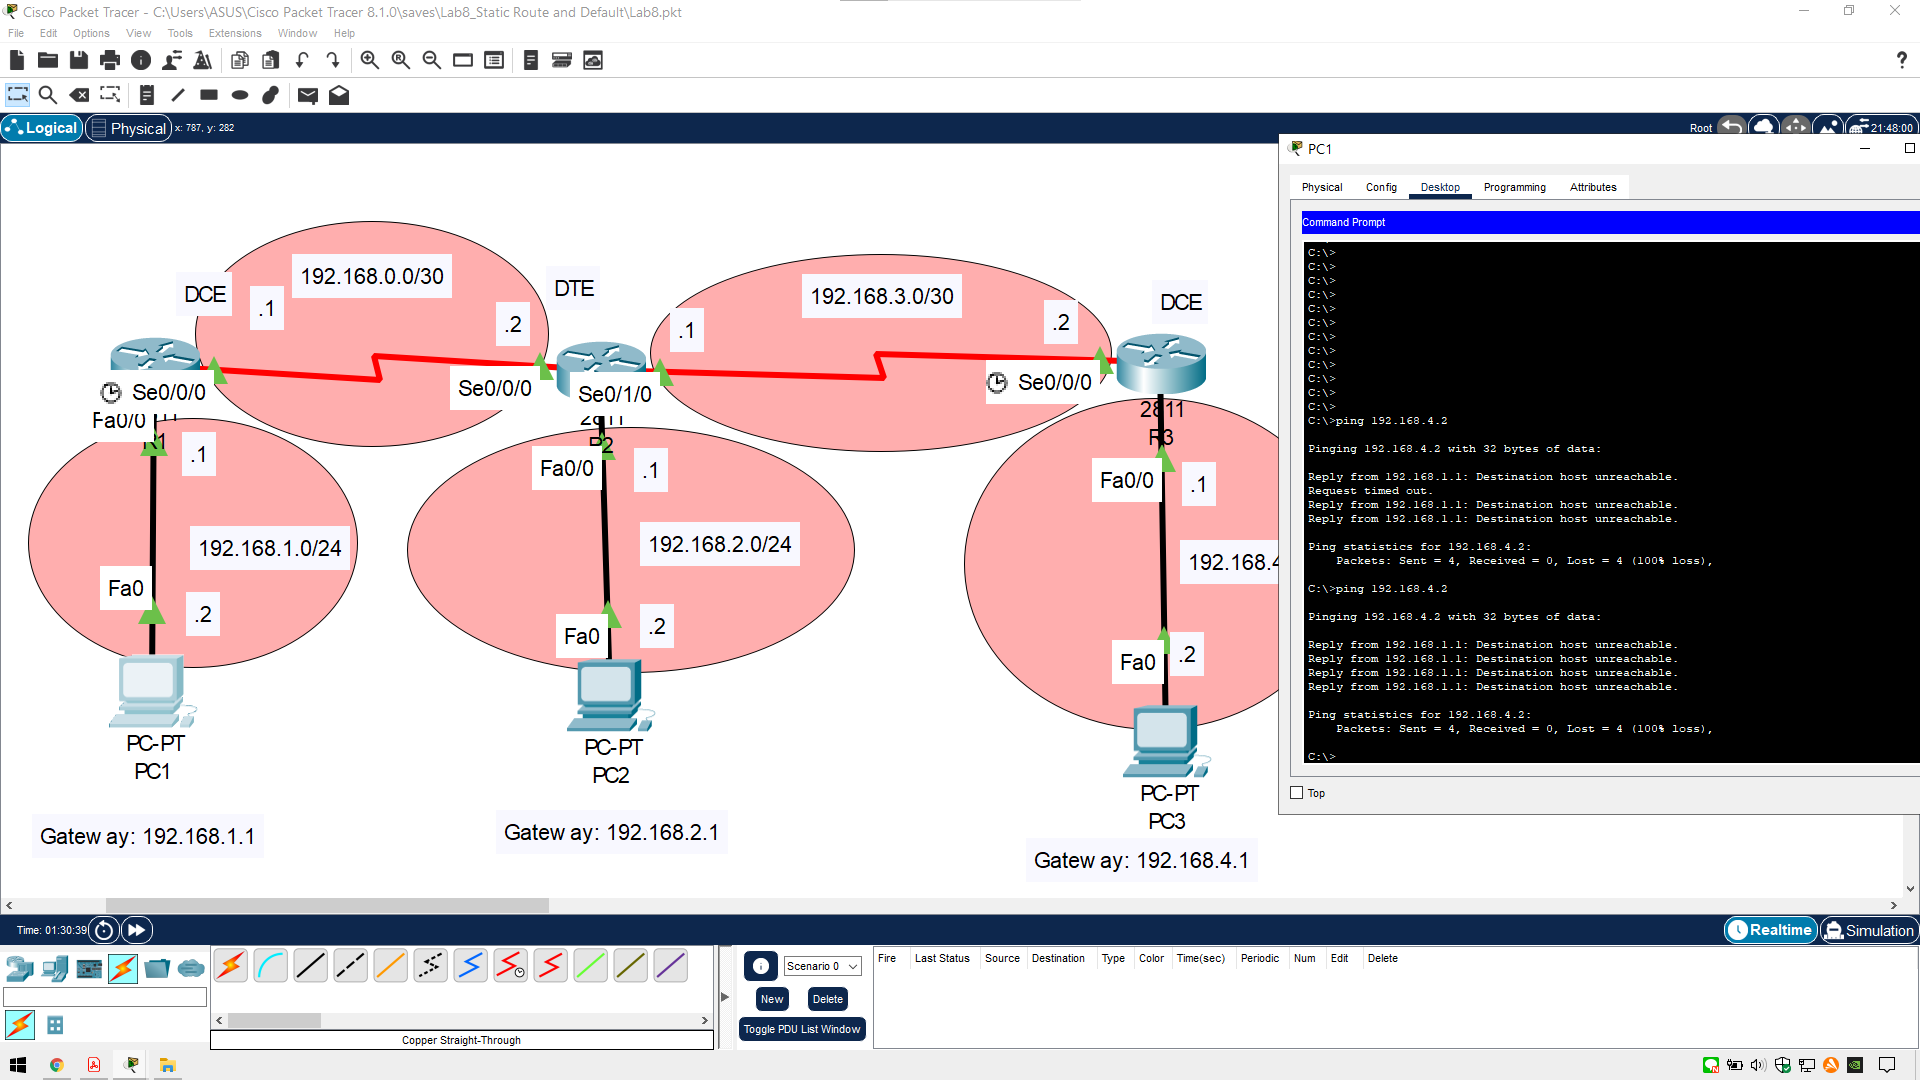 Cisco Packet Tracer - C:\Users\ASUS\Cisco Packet Tracer 8.1.0\saves\Lab8_Static Route and Default\Lab8.pkt
File Edit Options View Tools Extensions Window Help
?
Logical Physical x: 787, y: 282
Root 21:48:00
192.168.0.0/30
DCE
.1
.2
DTE
192.168.3.0/30
.1
.2
DCE
Se0/0/0
Fa0/0
R1
Se0/0/0
Se0/1/0
2811
R2
Se0/0/0
2811
R3
.1
192.168.1.0/24
Fa0
.2
PC-PT
PC1
Gatew ay: 192.168.1.1
Fa0/0
.1
192.168.2.0/24
Fa0
.2
PC-PT
PC2
Gatew ay: 192.168.2.1
Fa0/0
.1
192.168.4
Fa0
.2
PC-PT
PC3
Gatew ay: 192.168.4.1
PC1
Physical Config Desktop Programming Attributes
Command Prompt
C:\>
C:\>
C:\>
C:\>
C:\>
C:\>
C:\>
C:\>
C:\>
C:\>
C:\>
C:\>
C:\>ping 192.168.4.2
Pinging 192.168.4.2 with 32 bytes of data:
Reply from 192.168.1.1: Destination host unreachable.
Request timed out.
Reply from 192.168.1.1: Destination host unreachable.
Reply from 192.168.1.1: Destination host unreachable.
Ping statistics for 192.168.4.2:
Packets: Sent = 4, Received = 0, Lost = 4 (100% loss),
C:\>ping 192.168.4.2
Pinging 192.168.4.2 with 32 bytes of data:
Reply from 192.168.1.1: Destination host unreachable.
Reply from 192.168.1.1: Destination host unreachable.
Reply from 192.168.1.1: Destination host unreachable.
Reply from 192.168.1.1: Destination host unreachable.
Ping statistics for 192.168.4.2:
Packets: Sent = 4, Received = 0, Lost = 4 (100% loss),
C:\>
Top
Time: 01:30:39
Realtime Simulation
Scenario 0
New Delete
Toggle PDU List Window
Fire Last Status Source Destination Type Color Time(sec) Periodic Num Edit Delete
Copper Straight-Through